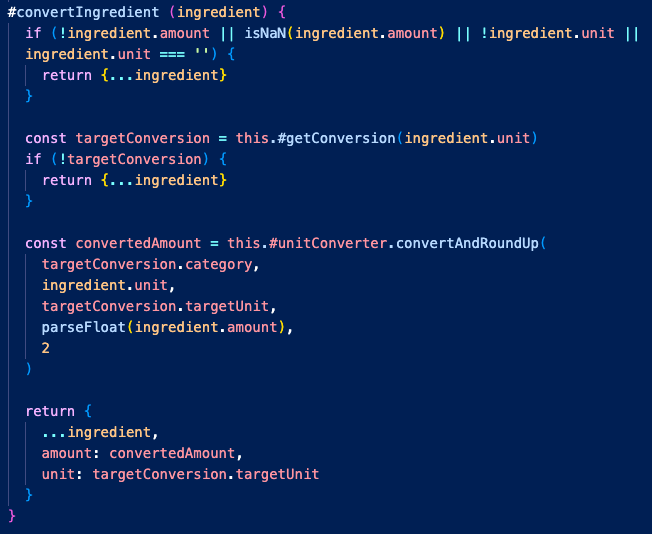 #convertIngredient (ingredient) {
if (!ingredient.amount || isNaN(ingredient.amount) || !ingredient.unit ||
ingredient.unit === '') {
return {...ingredient}
}
const targetConversion = this.#getConversion(ingredient.unit)
if (!targetConversion) {
return {...ingredient}
}
const convertedAmount = this.#unitConverter.convertAndRoundUp(
targetConversion.category,
ingredient.unit,
targetConversion.targetUnit,
parseFloat(ingredient.amount),
2
)
return {
...ingredient,
amount: convertedAmount,
unit: targetConversion.targetUnit
}
}